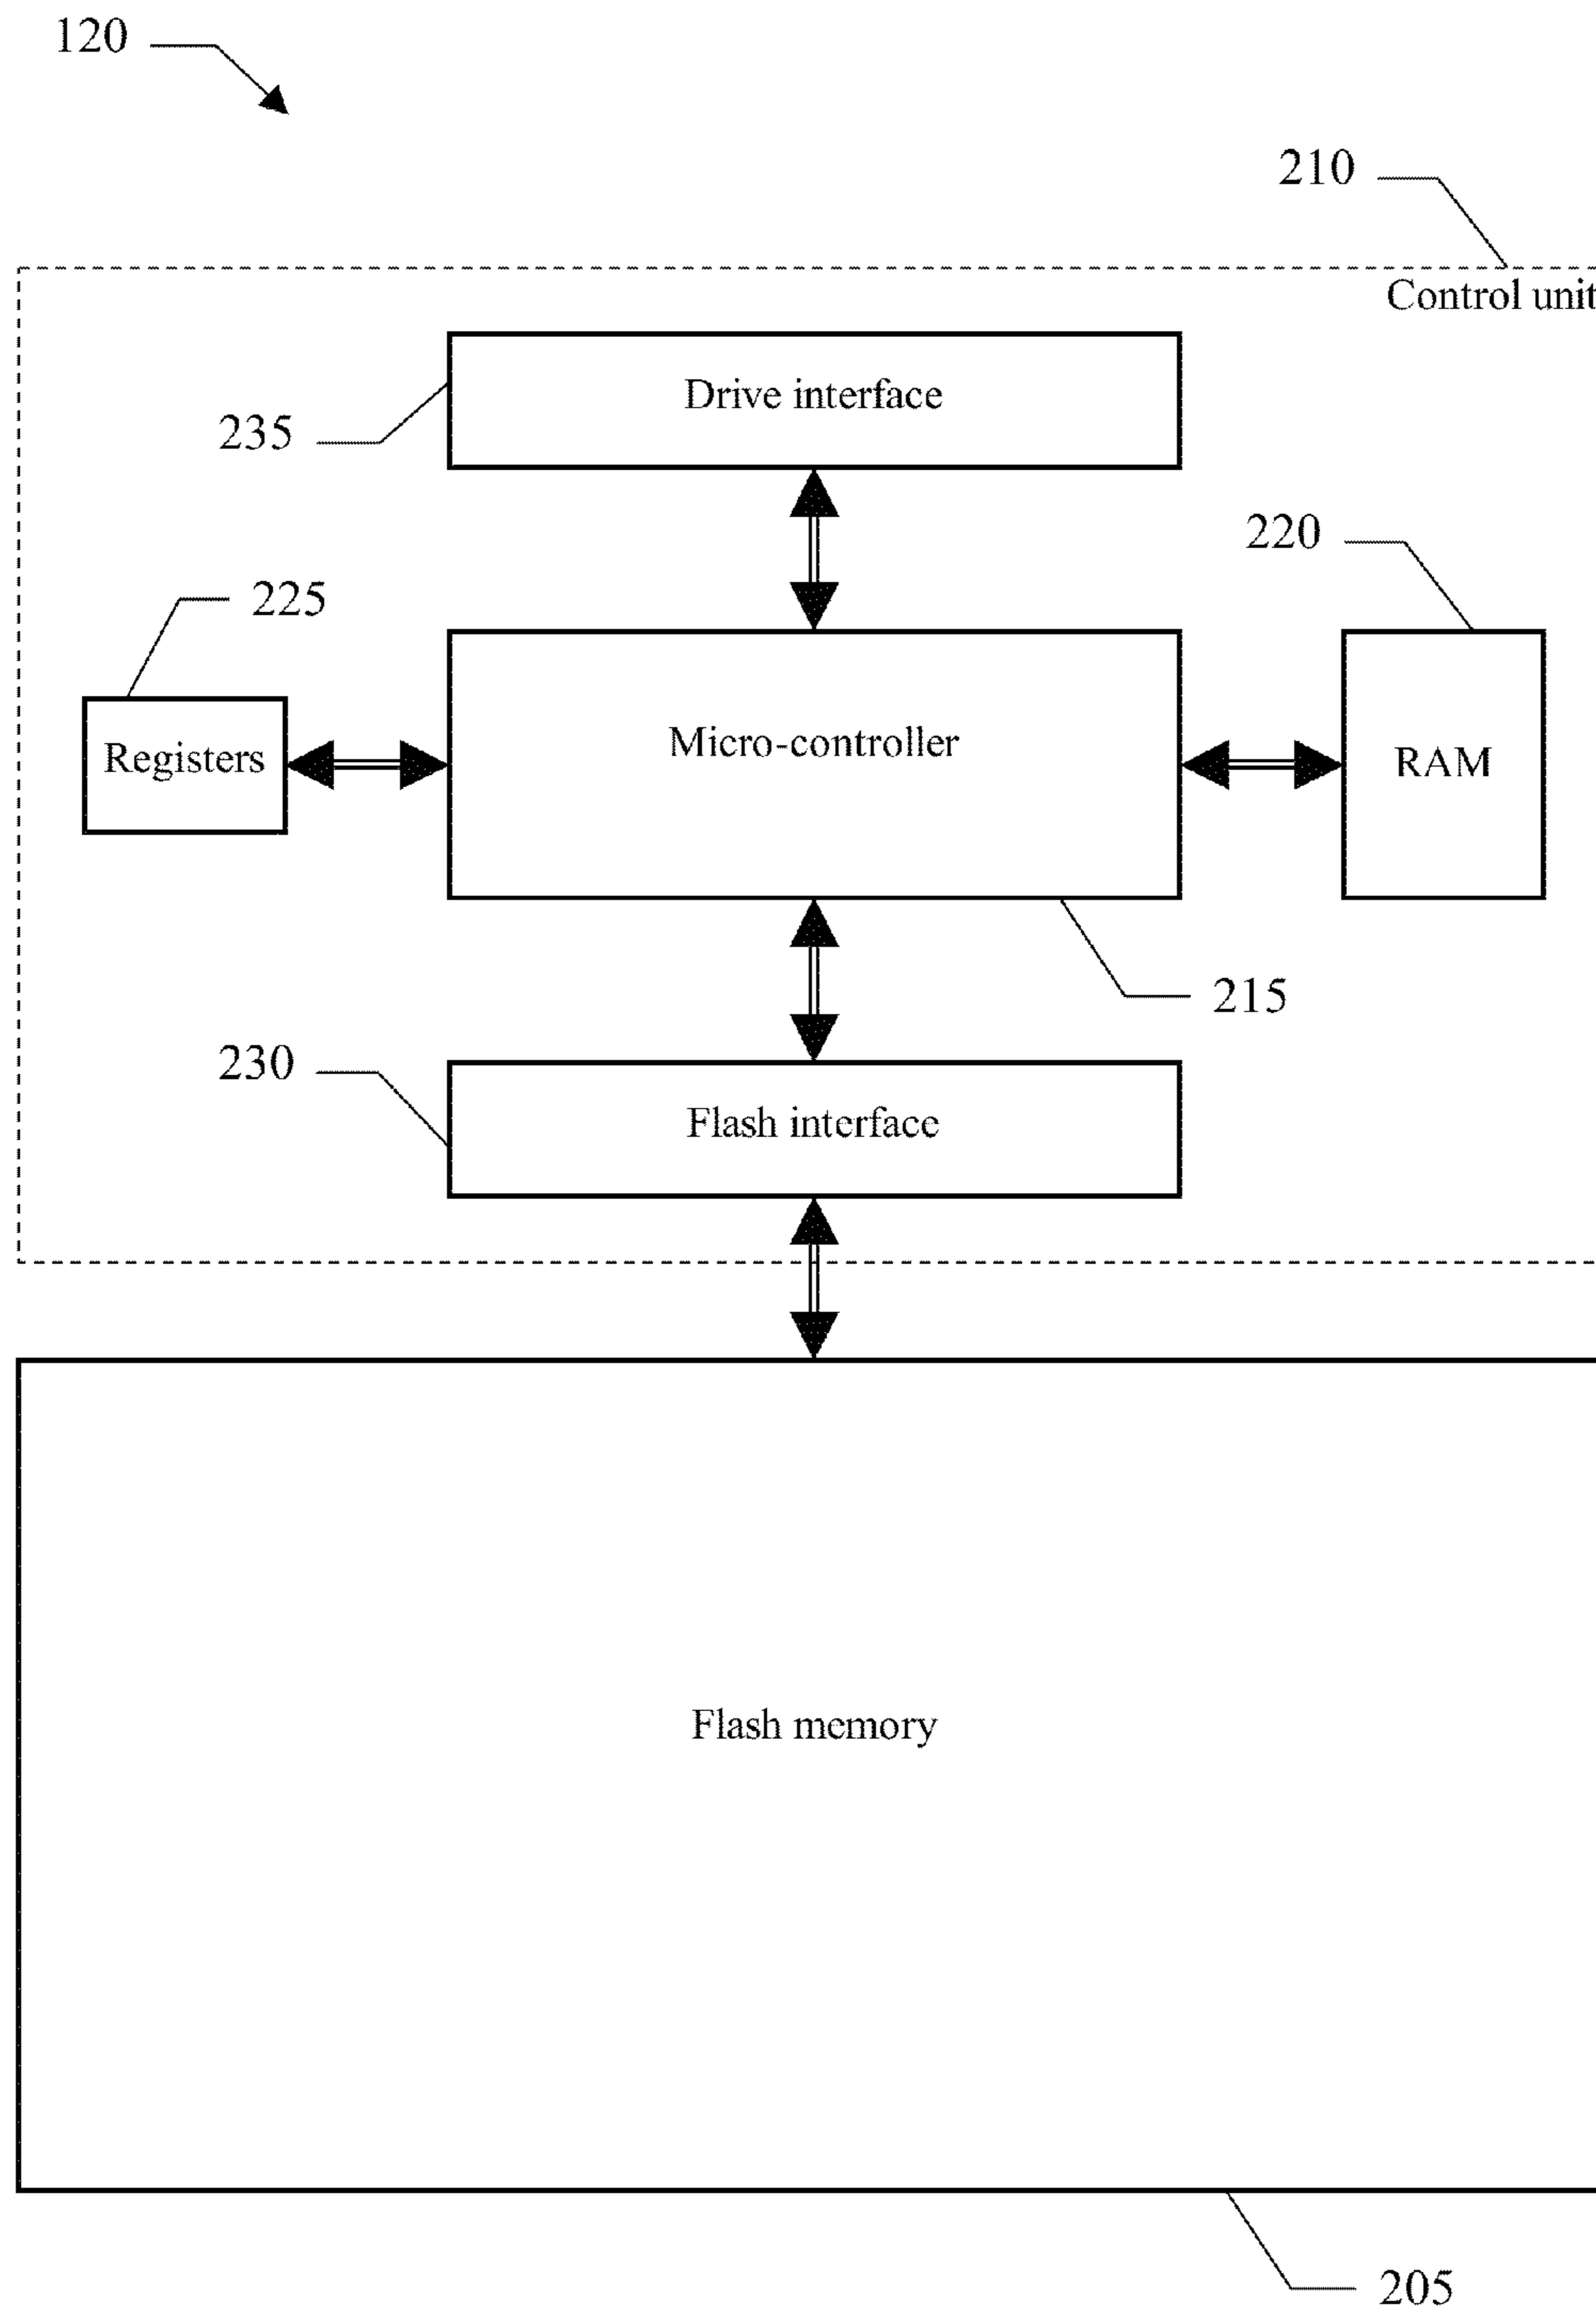 120
210
Control unit
Drive interface
235
220
225
Registers
Micro-controller
RAM
215
230
Flash interface
Flash memory
205